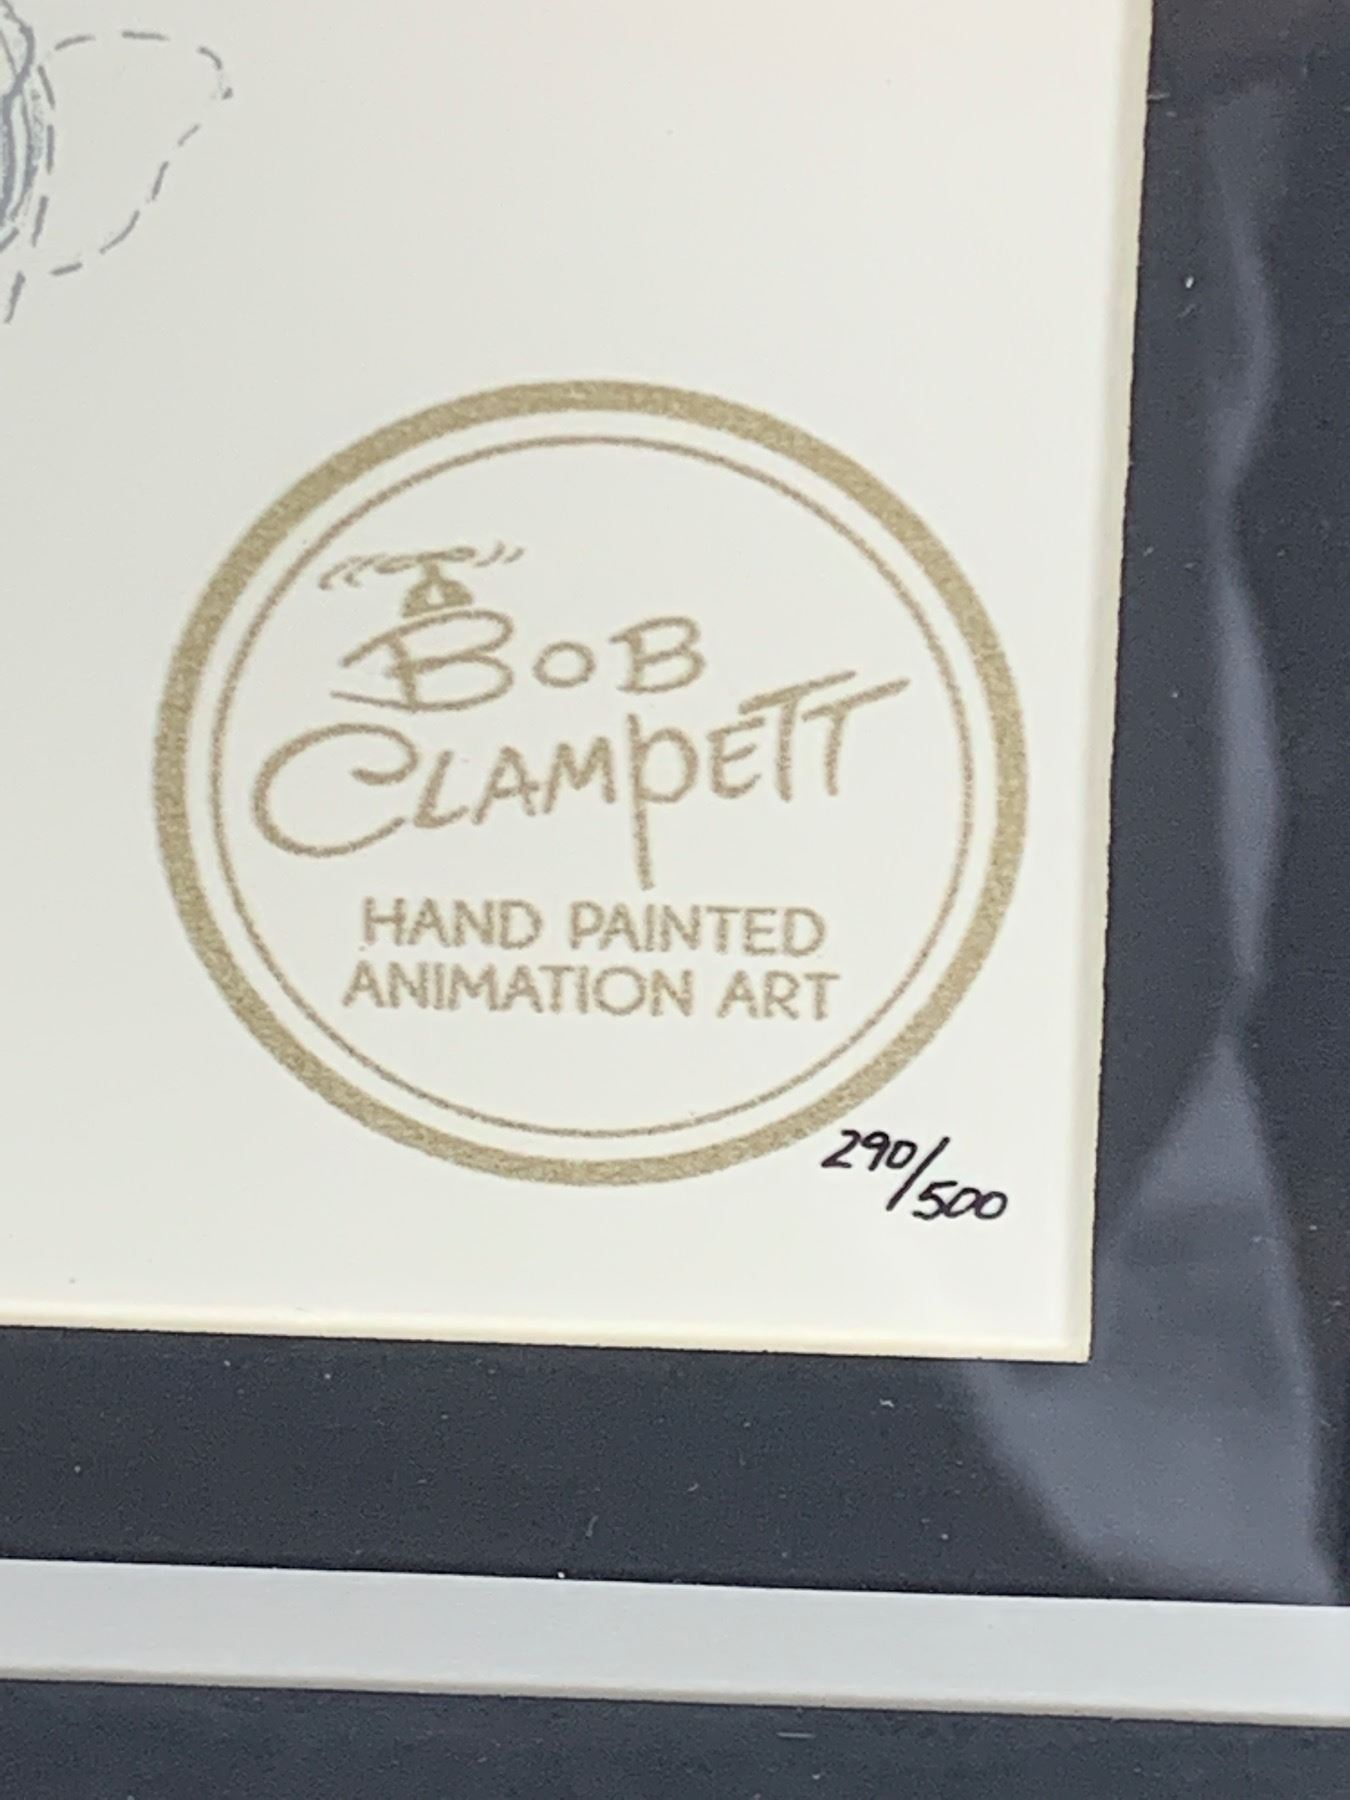 BOB
CLAMPETT
HAND PAINTED
ANIMATION ART
290/500